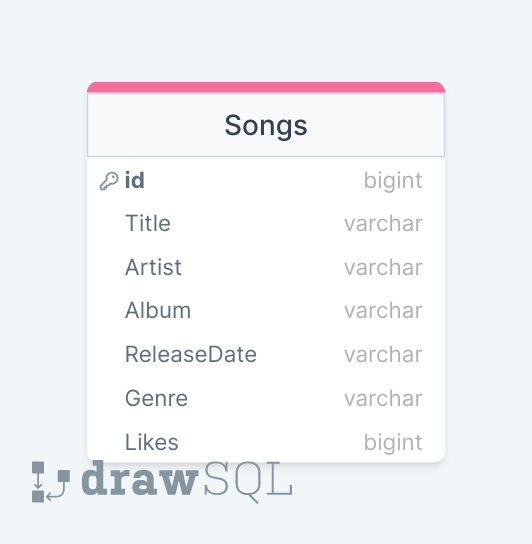 Songs
id bigint
Title varchar
Artist varchar
Album varchar
ReleaseDate varchar
Genre varchar
Likes bigint
drawSQL